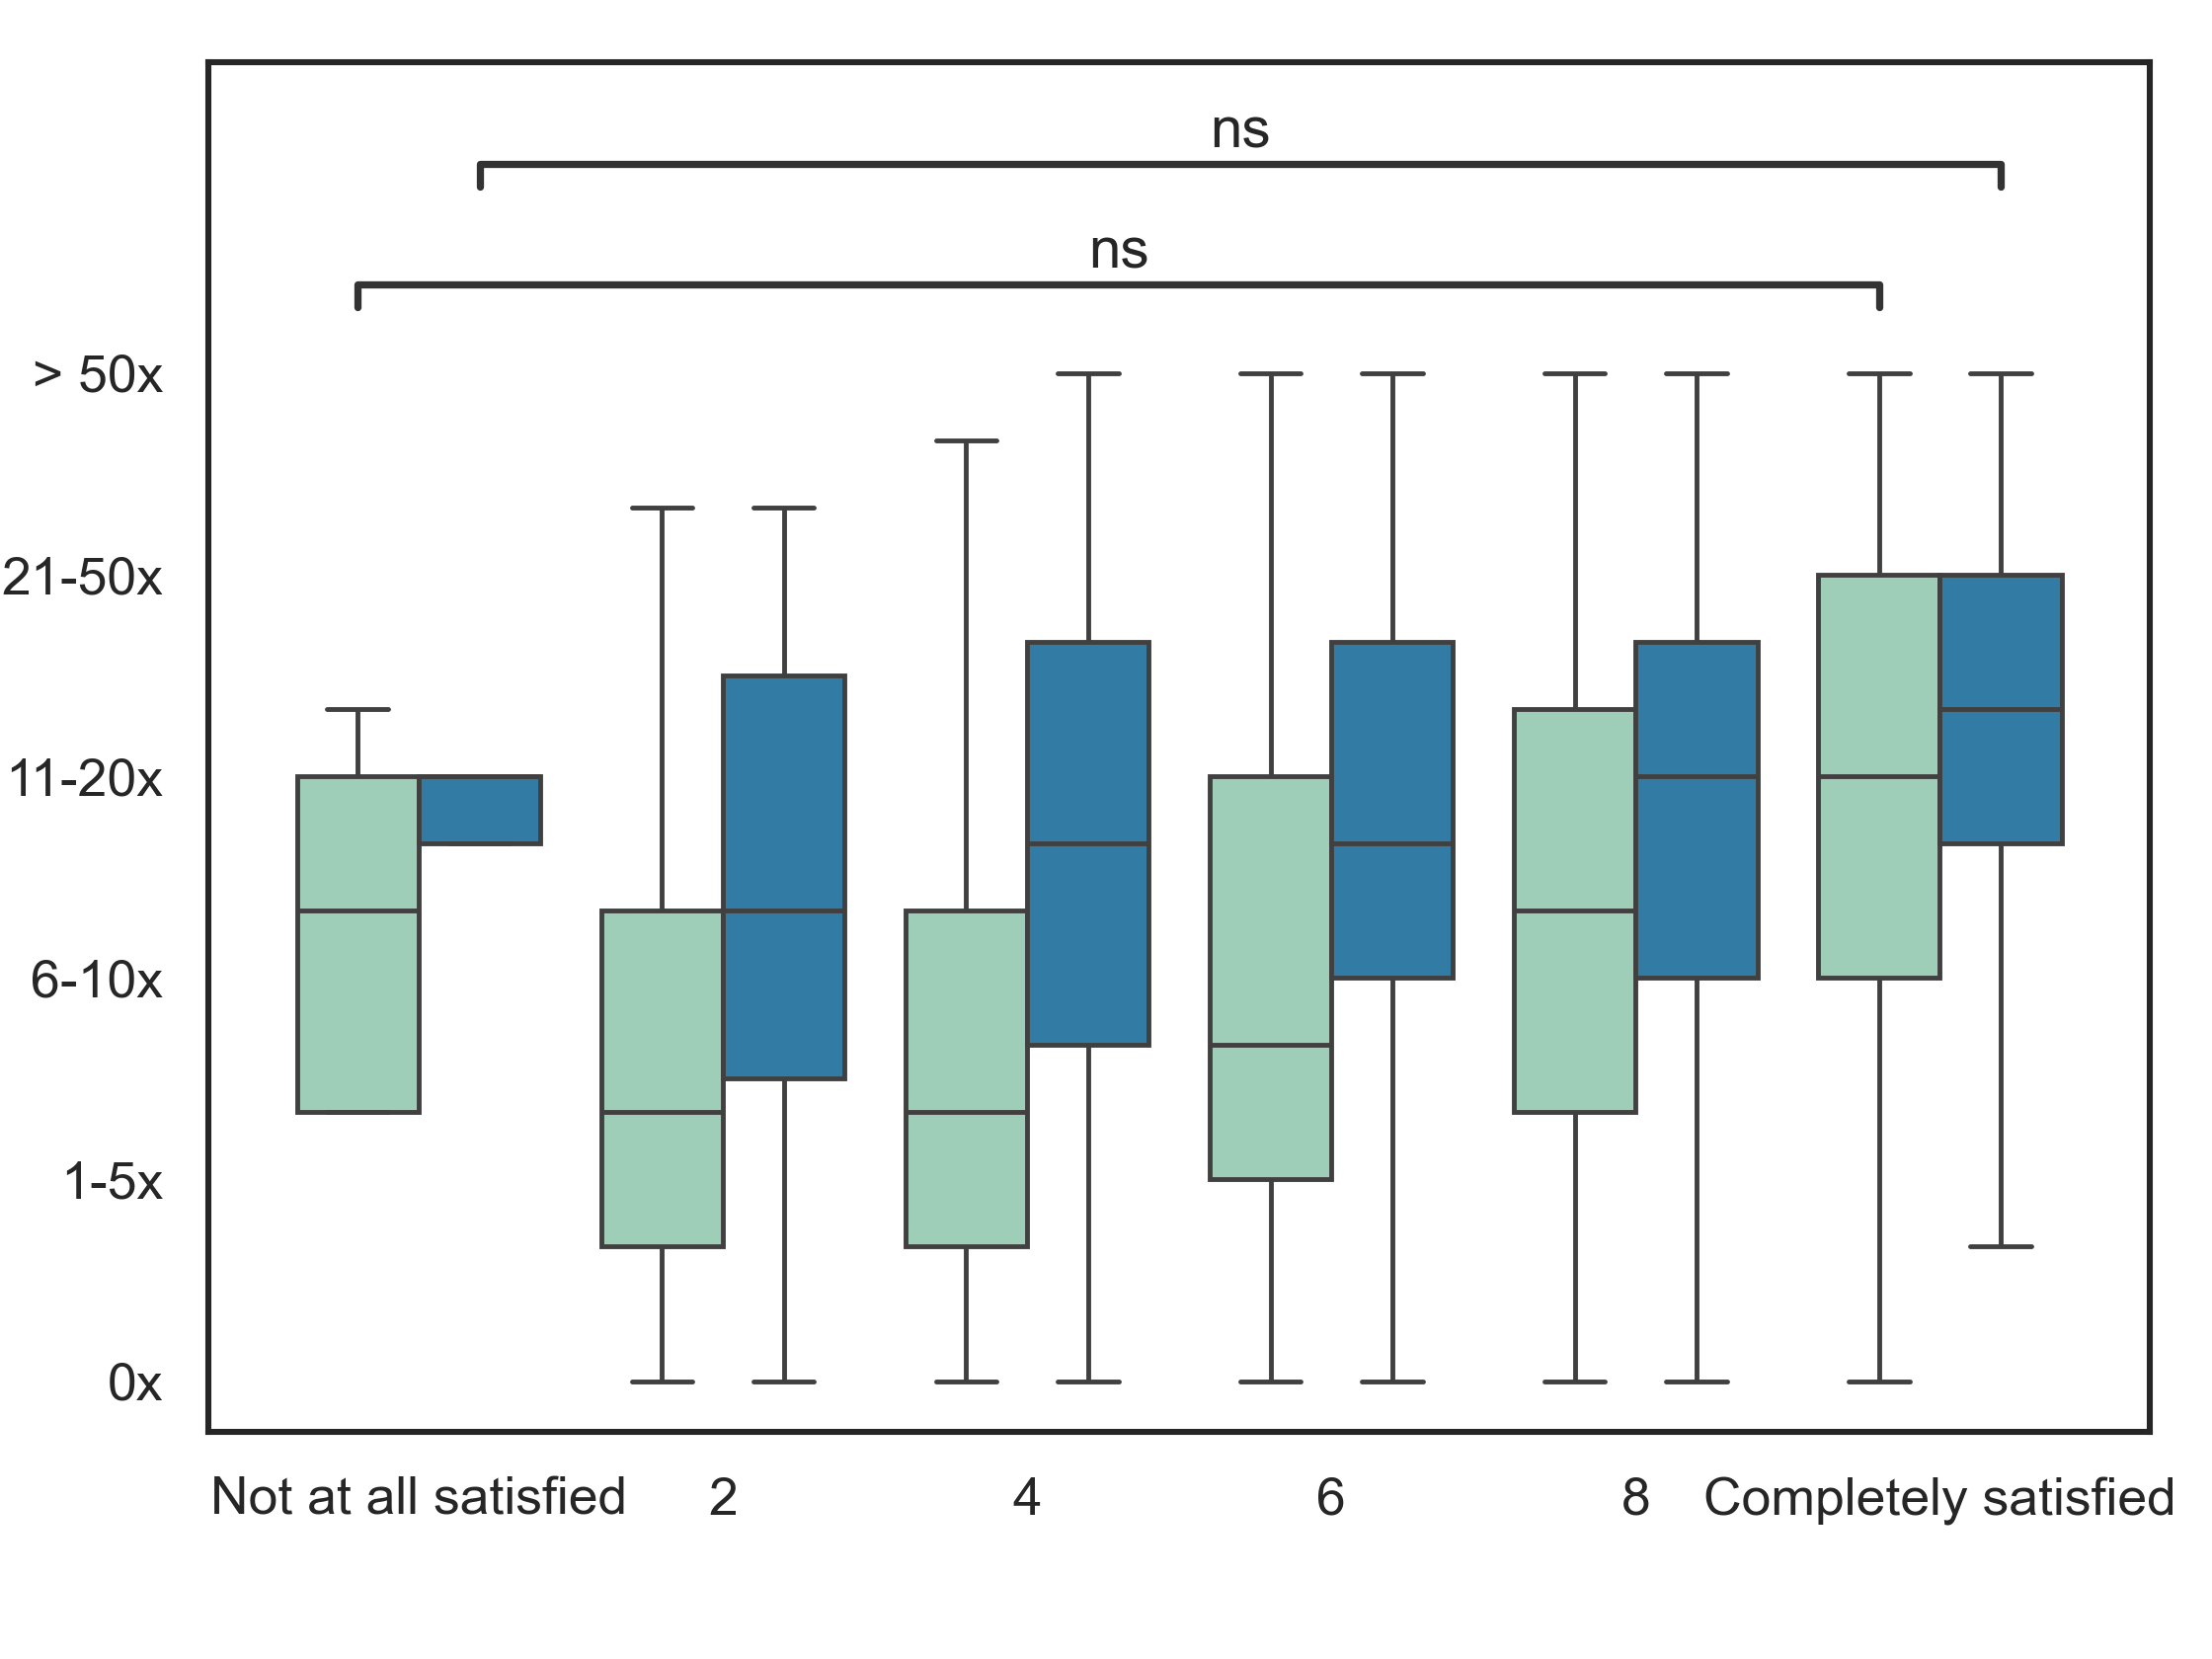 ns
ns
> 50x
21-50x
11-20x
6-10x
1-5x
0x
Not at all satisfied 2 4 6 8 Completely satisfied